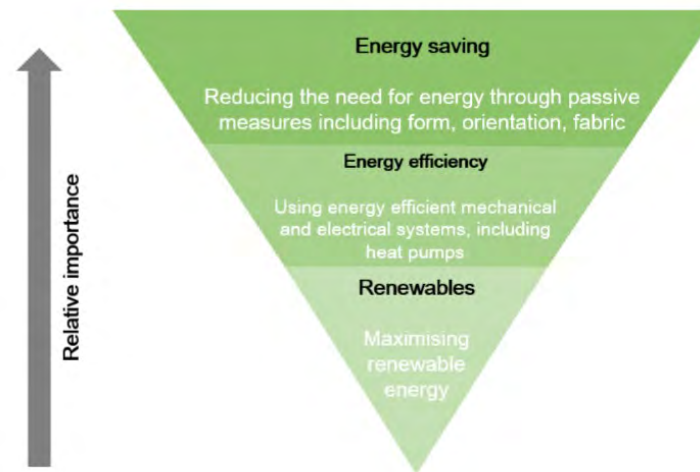 Energy saving
Reducing the need for energy through passive
measures including form, orientation, fabric
Energy efficiency
Using energy efficient mechanical
and electrical systems, including
heat pumps
Renewables
Maximising
renewable
energy
Relative importance